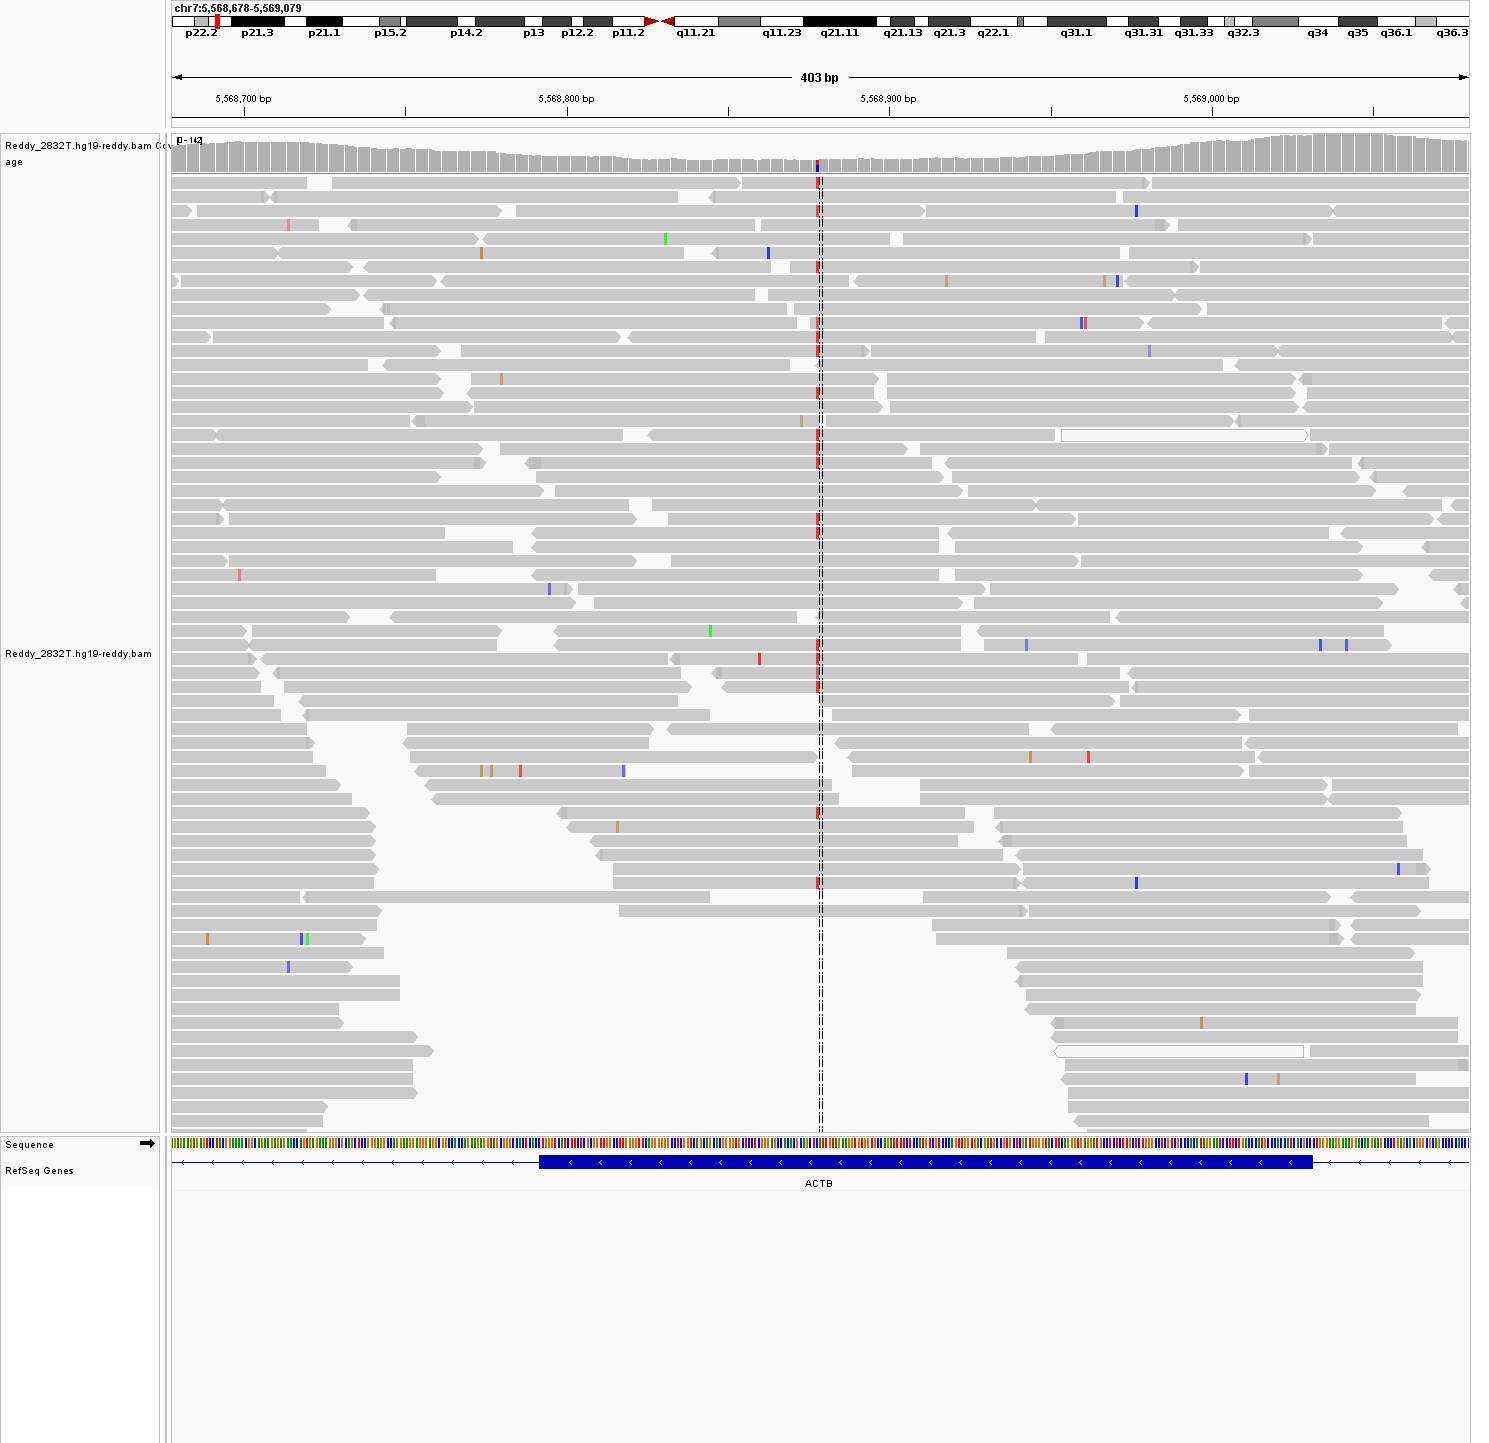 chr7:5,568,678-5,569,079
p22.2 p21.3 p21.1 p15.2 p14.2 p13 p12.2 p11.2 q11.21 q11.23 q21.11 q21.13 q21.3 q22.1 q31.1 q31.31 q31.33 q32.3 q34 q35 q36.1 q36.3
403 bp
5,568,700 bp 5,568,800 bp 5,568,900 bp 5,569,000 bp
[0 - 142]
Reddy_2832T.hg19-reddy.bam Cov
age
Reddy_2832T.hg19-reddy.bam
Sequence
RefSeq Genes
ACTB